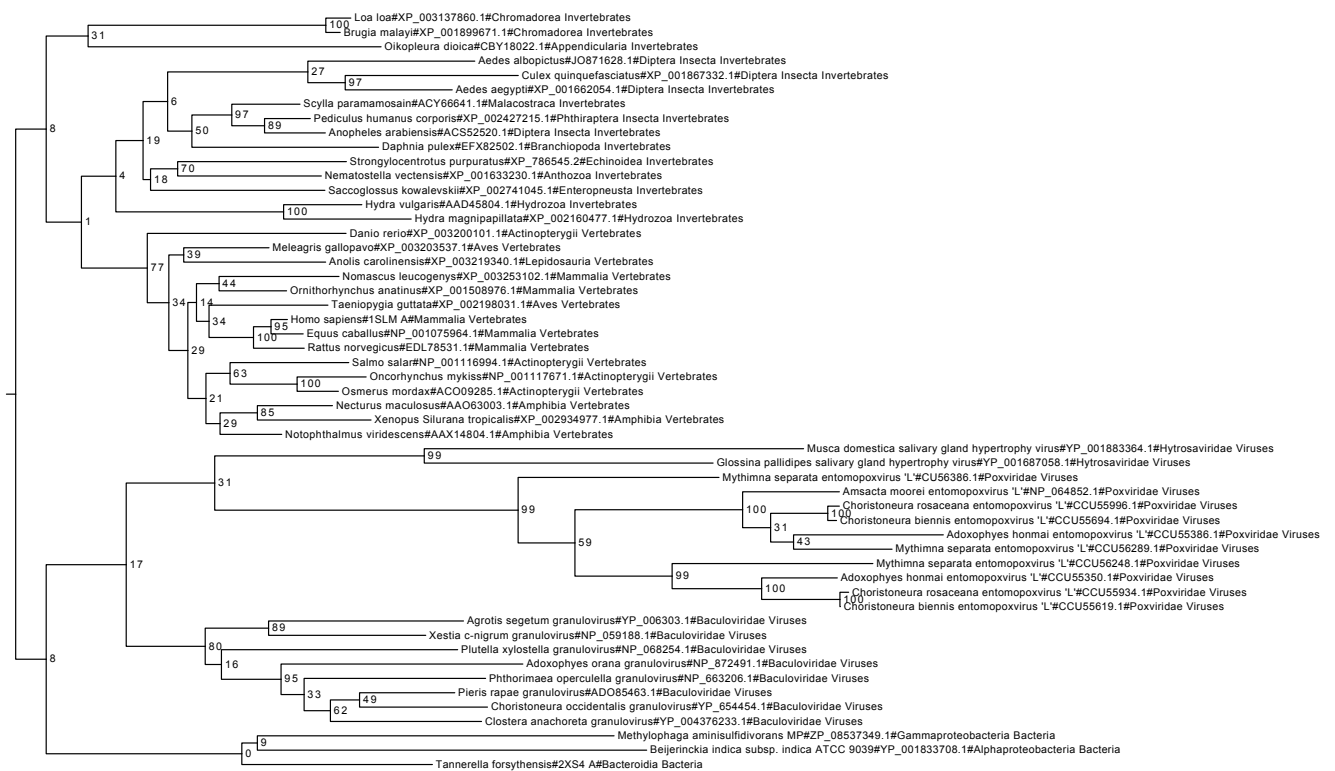 Loa loa#XP_003137860.1#Chromadorea Invertebrates
100
Brugia malayi#XP_001899671.1#Chromadorea Invertebrates
31
Oikopleura dioica#CBY18022.1#Appendicularia Invertebrates
Aedes albopictus#JO871628.1#Diptera Insecta Invertebrates
27
Culex quinquefasciatus#XP_001867332.1#Diptera Insecta Invertebrates
97
Aedes aegypti#XP_001662054.1#Diptera Insecta Invertebrates
6
Scylla paramamosain#ACY66641.1#Malacostraca Invertebrates
97
Pediculus humanus corporis#XP_002427215.1#Phthiraptera Insecta Invertebrates
89
Anopheles arabiensis#ACS52520.1#Diptera Insecta Invertebrates
50
8
Daphnia pulex#EFX82502.1#Branchiopoda Invertebrates
19
Strongylocentrotus purpuratus#XP_786545.2#Echinoidea Invertebrates
70
Nematostella vectensis#XP_001633230.1#Anthozoa Invertebrates
4
18
Saccoglossus kowalevskii#XP_002741045.1#Enteropneusta Invertebrates
Hydra vulgaris#AAD45804.1#Hydrozoa Invertebrates
100
Hydra magnipapillata#XP_002160477.1#Hydrozoa Invertebrates
1
Danio rerio#XP_003200101.1#Actinopterygii Vertebrates
Meleagris gallopavo#XP_003203537.1#Aves Vertebrates
39
Anolis carolinensis#XP_003219340.1#Lepidosauria Vertebrates
77
Nomascus leucogenys#XP_003253102.1#Mammalia Vertebrates
44
Ornithorhynchus anatinus#XP_001508976.1#Mammalia Vertebrates
34
14
Taeniopygia guttata#XP_002198031.1#Aves Vertebrates
34
Homo sapiens#1SLM A#Mammalia Vertebrates
95
Equus caballus#NP_001075964.1#Mammalia Vertebrates
100
Rattus norvegicus#EDL78531.1#Mammalia Vertebrates
29
Salmo salar#NP_001116994.1#Actinopterygii Vertebrates
63
Oncorhynchus mykiss#NP_001117671.1#Actinopterygii Vertebrates
100
Osmerus mordax#ACO09285.1#Actinopterygii Vertebrates
21
Necturus maculosus#AAO63003.1#Amphibia Vertebrates
85
Xenopus Silurana tropicalis#XP_002934977.1#Amphibia Vertebrates
29
Notophthalmus viridescens#AAX14804.1#Amphibia Vertebrates
Musca domestica salivary gland hypertrophy virus#YP_001883364.1#Hytrosaviridae Viruses
99
Glossina pallidipes salivary gland hypertrophy virus#YP_001687058.1#Hytrosaviridae Viruses
31
Mythimna separata entomopoxvirus 'L'#CU56386.1#Poxviridae Viruses
99
Amsacta moorei entomopoxvirus 'L'#NP_064852.1#Poxviridae Viruses
100
Choristoneura rosaceana entomopoxvirus 'L'#CCU55996.1#Poxviridae Viruses
100
Choristoneura biennis entomopoxvirus 'L'#CCU55694.1#Poxviridae Viruses
31
Adoxophyes honmai entomopoxvirus 'L'#CCU55386.1#Poxviridae Viruses
43
Mythimna separata entomopoxvirus 'L'#CCU56289.1#Poxviridae Viruses
59
17
Mythimna separata entomopoxvirus 'L'#CCU56248.1#Poxviridae Viruses
99
Adoxophyes honmai entomopoxvirus 'L'#CCU55350.1#Poxviridae Viruses
100
Choristoneura rosaceana entomopoxvirus 'L'#CCU55934.1#Poxviridae Viruses
100
Choristoneura biennis entomopoxvirus 'L'#CCU55619.1#Poxviridae Viruses
Agrotis segetum granulovirus#YP_006303.1#Baculoviridae Viruses
89
Xestia c-nigrum granulovirus#NP_059188.1#Baculoviridae Viruses
80
Plutella xylostella granulovirus#NP_068254.1#Baculoviridae Viruses
8
16
Adoxophyes orana granulovirus#NP_872491.1#Baculoviridae Viruses
95
Phthorimaea operculella granulovirus#NP_663206.1#Baculoviridae Viruses
33
Pieris rapae granulovirus#ADO85463.1#Baculoviridae Viruses
49
Choristoneura occidentalis granulovirus#YP_654454.1#Baculoviridae Viruses
62
Clostera anachoreta granulovirus#YP_004376233.1#Baculoviridae Viruses
Methylophaga aminisulfidivorans MP#ZP_08537349.1#Gammaproteobacteria Bacteria
9
Beijerinckia indica subsp. indica ATCC 9039#YP_001833708.1#Alphaproteobacteria Bacteria
0
Tannerella forsythensis#2XS4 A#Bacteroidia Bacteria